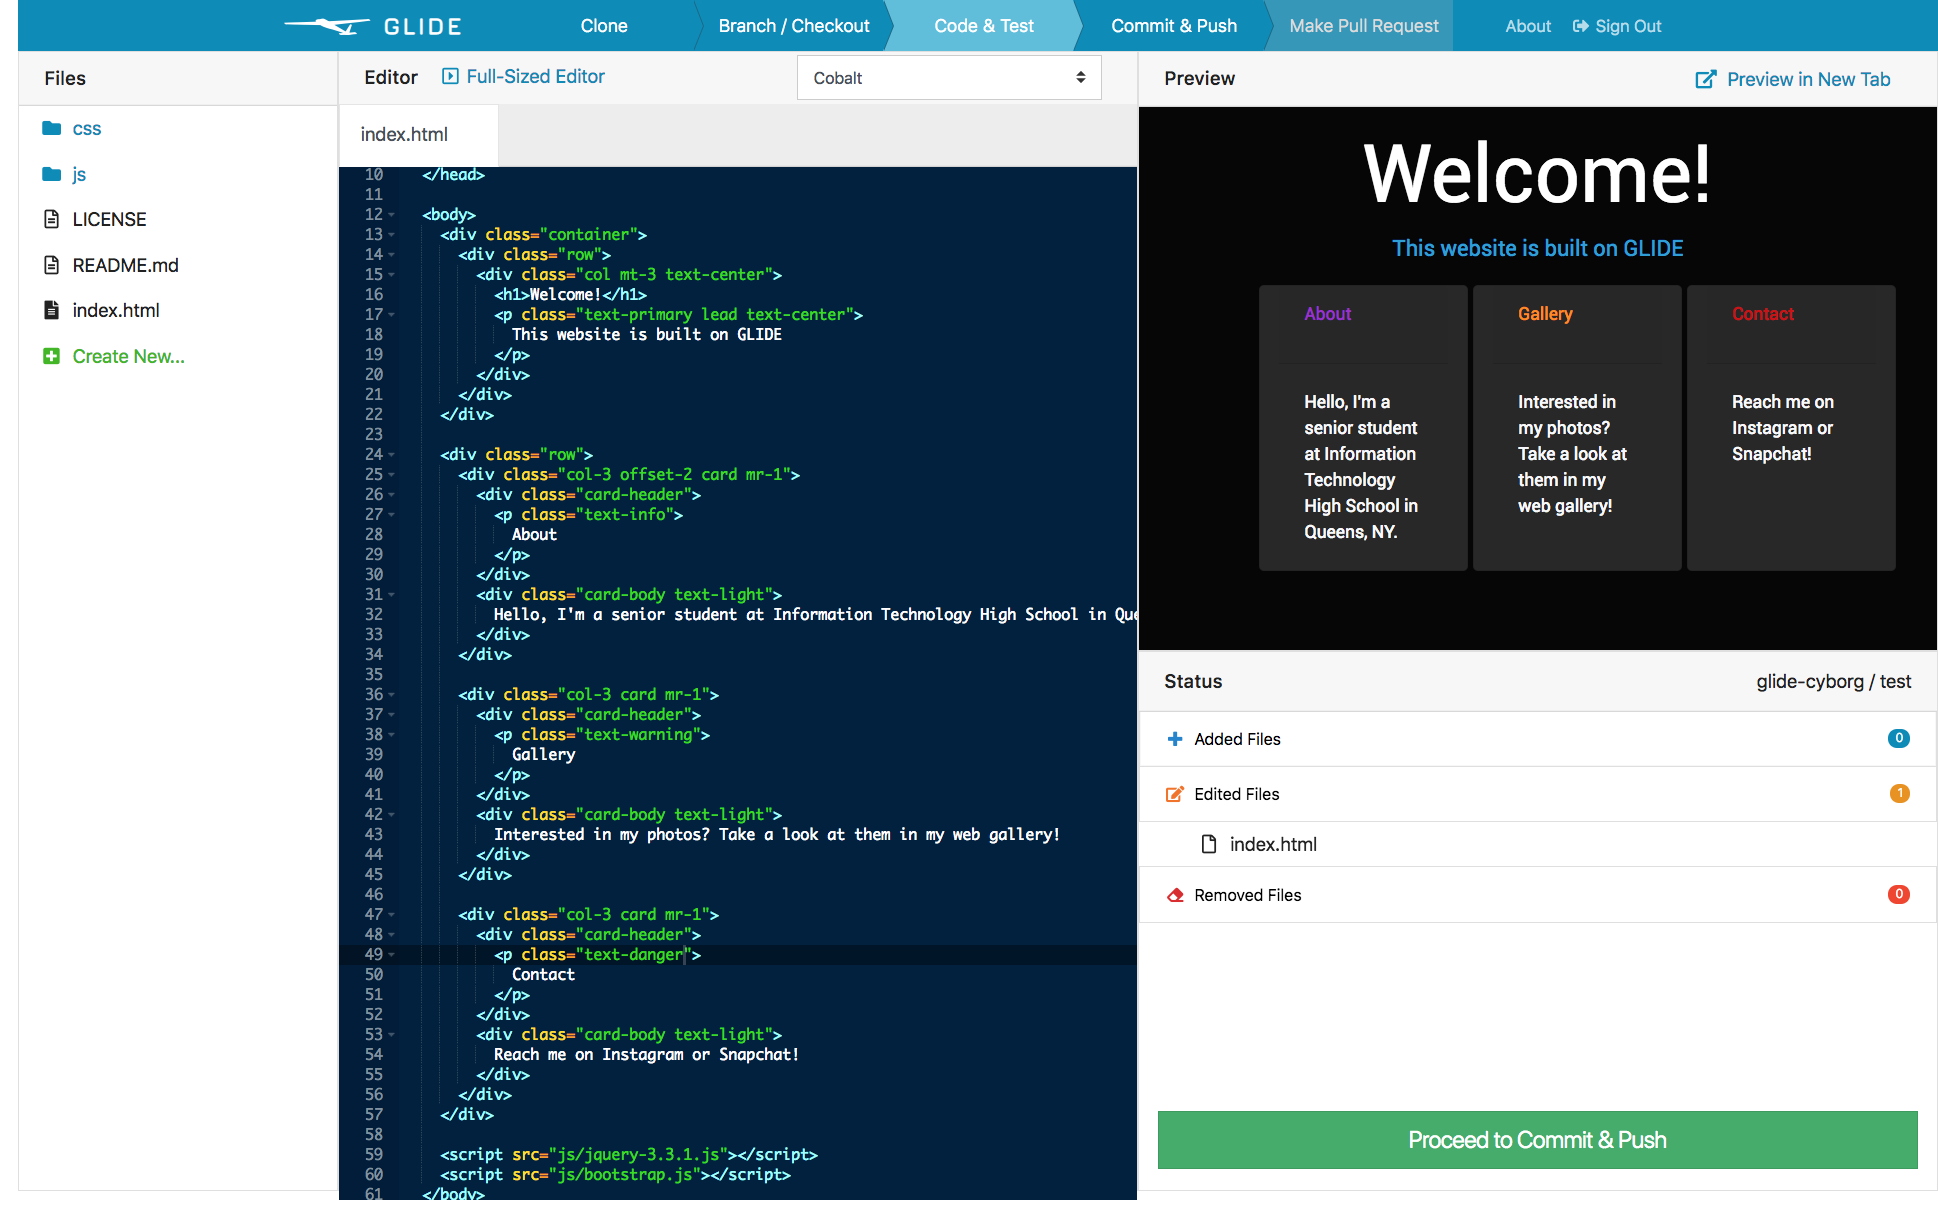 GLIDE
Clone
Branch / Checkout
Code & Test
Commit & Push
Make Pull Request
About
Sign Out
Files
css
js
LICENSE
README.md
index.html
Create New...
Editor
Full-Sized Editor
Cobalt
index.html
10 </head>
11
12 <body>
13 <div class="container">
14 <div class="row">
15 <div class="col mt-3 text-center">
16 <h1>Welcome!</h1>
17 <p class="text-primary lead text-center">
18 This website is built on GLIDE
19 </p>
20 </div>
21 </div>
22 </div>
23
24 <div class="row">
25 <div class="col-3 offset-2 card mr-1">
26 <div class="card-header">
27 <p class="text-info">
28 About
29 </p>
30 </div>
31 <div class="card-body text-light">
32 Hello, I'm a senior student at Information Technology High School in Que
33 </div>
34 </div>
35
36 <div class="col-3 card mr-1">
37 <div class="card-header">
38 <p class="text-warning">
39 Gallery
40 </p>
41 </div>
42 <div class="card-body text-light">
43 Interested in my photos? Take a look at them in my web gallery!
44 </div>
45 </div>
46
47 <div class="col-3 card mr-1">
48 <div class="card-header">
49 <p class="text-danger">
50 Contact
51 </p>
52 </div>
53 <div class="card-body text-light">
54 Reach me on Instagram or Snapchat!
55 </div>
56 </div>
57 </div>
58
59 <script src="js/jquery-3.3.1.js"></script>
60 <script src="js/bootstrap.js"></script>
61 </body>
Preview
Preview in New Tab
Welcome!
This website is built on GLIDE
About
Hello, I'm a
senior student
at Information
Technology
High School in
Queens, NY.
Gallery
Interested in
my photos?
Take a look at
them in my
web gallery!
Contact
Reach me on
Instagram or
Snapchat!
Status
glide-cyborg / test
Added Files 0
Edited Files 1
index.html
Removed Files 0
Proceed to Commit & Push